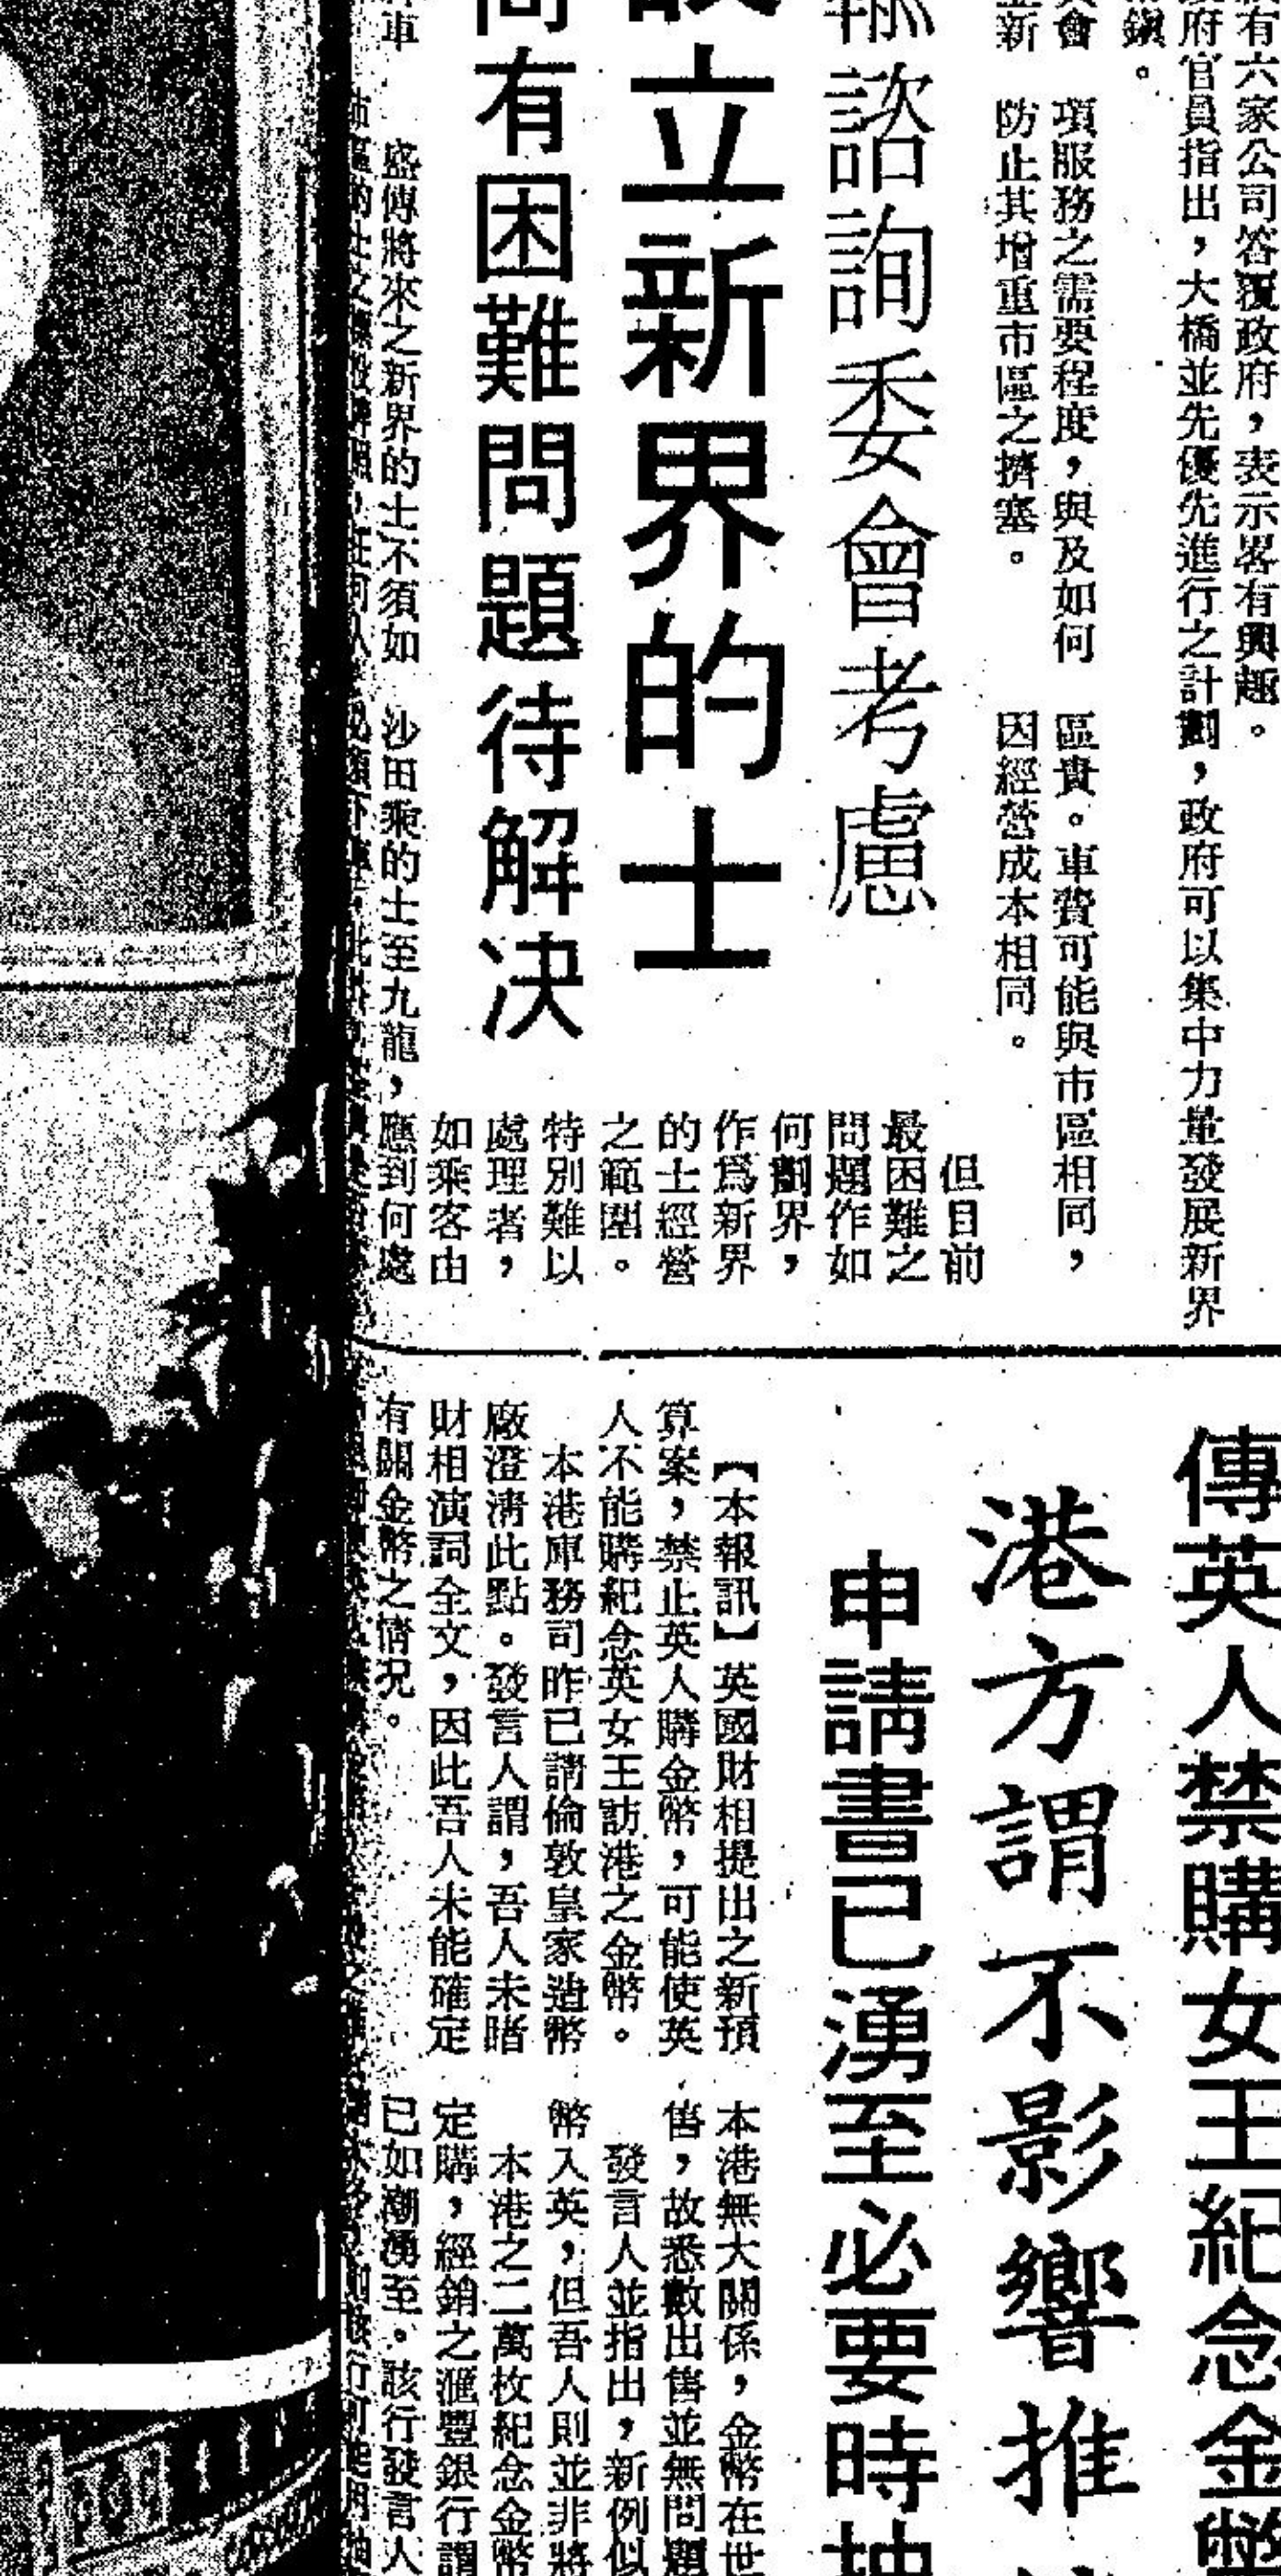 有六家公司答覆政府，表示畧有興趣。
府官員指出，大橋並先優先進行之計劃，政府可以集中力量發展新界
鎮。
會
項服務之需要程度，與及如何
新
防止其增重市區之擠塞。
區貴。車費可能與市區相同，
因經營成本相同。
諮詢委會考慮
立新界的士
有困難問題待解決
但目前
最困難之
問題作如
何劃界，
作爲新界
的士經營
之範圍。
特別難以
處理者，
如乘客由
車
盛傳將來之新界的士不須如
沙田乘的士至九龍，應到何處
傳英人禁購女王紀念金幣
港方謂不影響推
申請書已湧至必要時抽
【本報訊】英國財相提出之新預
算案，禁止英人購金幣，可能使英
人不能購紀念英女王訪港之金幣。
本港庫務司昨已請倫敦皇家造幣
廠澄淸此點。發言人謂，吾人未睹
財相演詞全文，因此吾人未能確定
有關金幣之情况。
本港無大關係，金幣在世
售，故悉數出售並無問題
發言人並指出，新例似
幣入英，但吾人則並非將
本港之二萬枚紀念金幣
定購，經銷之滙豐銀行謂
已如潮湧至。該行發言人